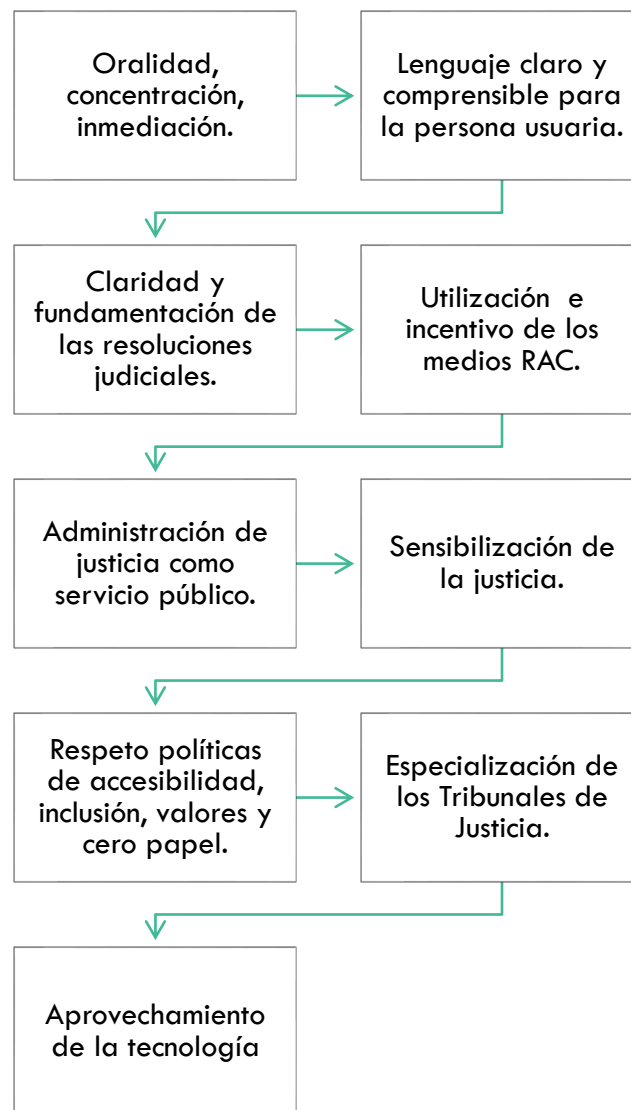 Oralidad,
concentración,
inmediación.
Lenguaje claro y
comprensible para
la persona usuaria.
Claridad y
fundamentación de
las resoluciones
judiciales.
Utilización e
incentivo de los
medios RAC.
Administración de
justicia como
servicio público.
Sensibilización de
la justicia.
Respeto políticas
de accesibilidad,
inclusión, valores y
cero papel.
Especialización de
los Tribunales de
Justicia.
Aprovechamiento
de la tecnología